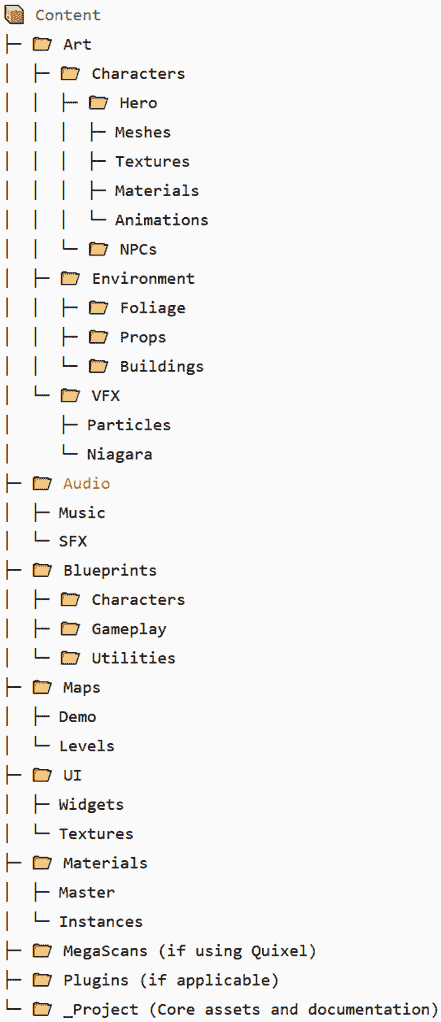 Content
Art
Characters
Hero
Meshes
Textures
Materials
Animations
NPCs
Environment
Foliage
Props
Buildings
VFX
Particles
Niagara
Audio
Music
SFX
Blueprints
Characters
Gameplay
Utilities
Maps
Demo
Levels
UI
Widgets
Textures
Materials
Master
Instances
MegaScans (if using Quixel)
Plugins (if applicable)
_Project (Core assets and documentation)